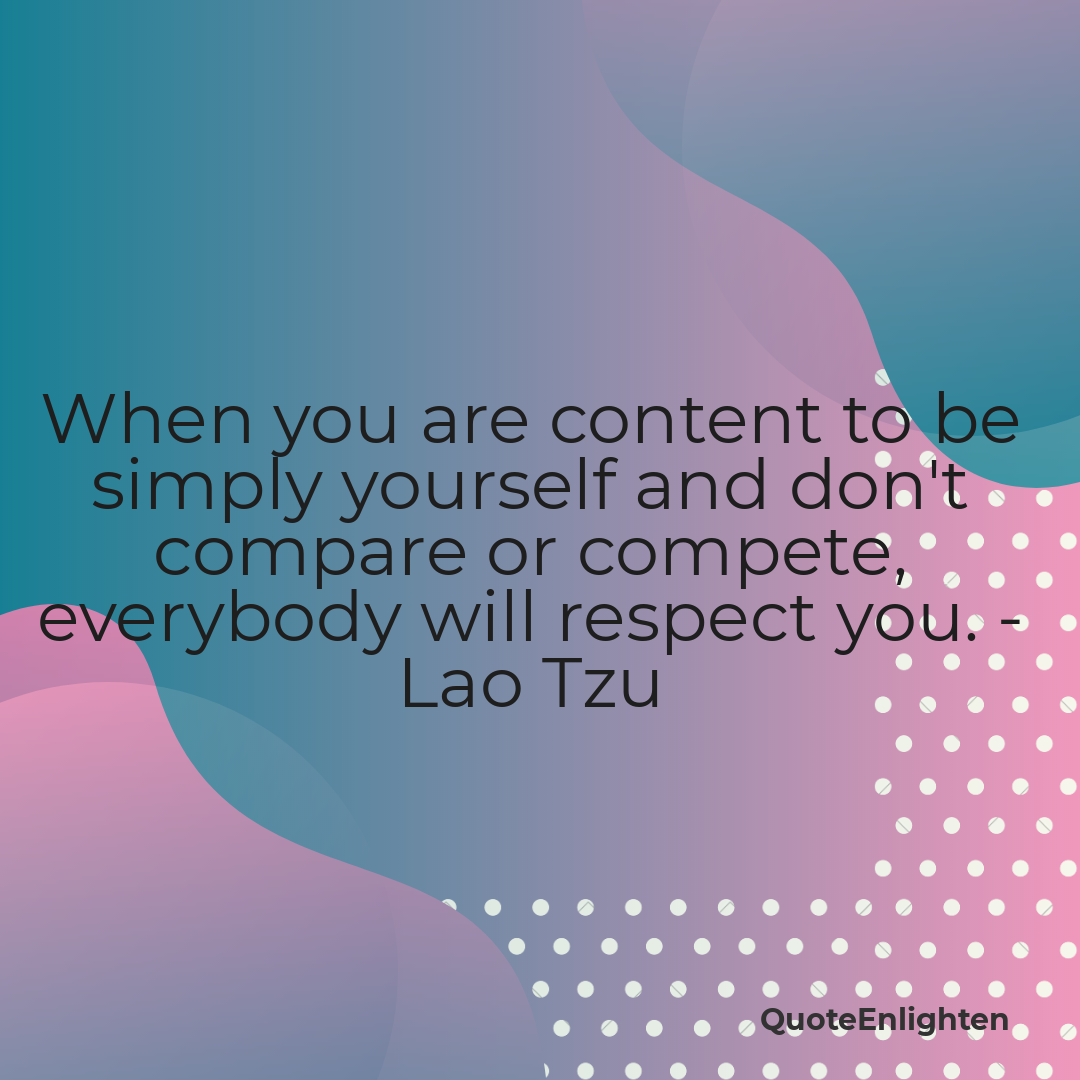 When you are content to be
simply yourself and don't
compare or compete,
everybody will respect you. -
Lao Tzu
QuoteEnlighten